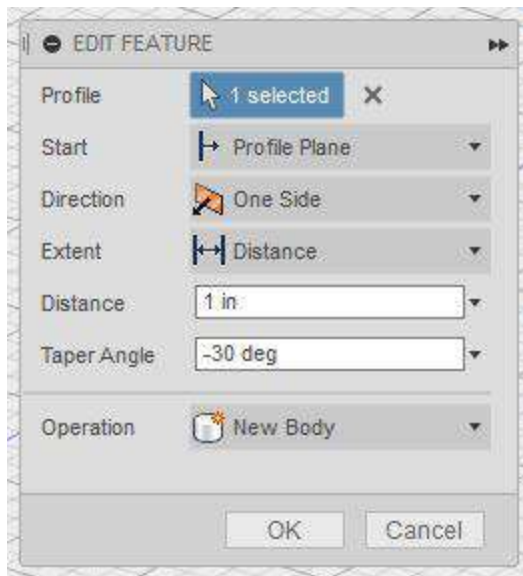 EDIT FEATURE
Profile 1 selected
Start Profile Plane
Direction One Side
Extent Distance
Distance 1 in
Taper Angle -30 deg
Operation New Body
OK Cancel